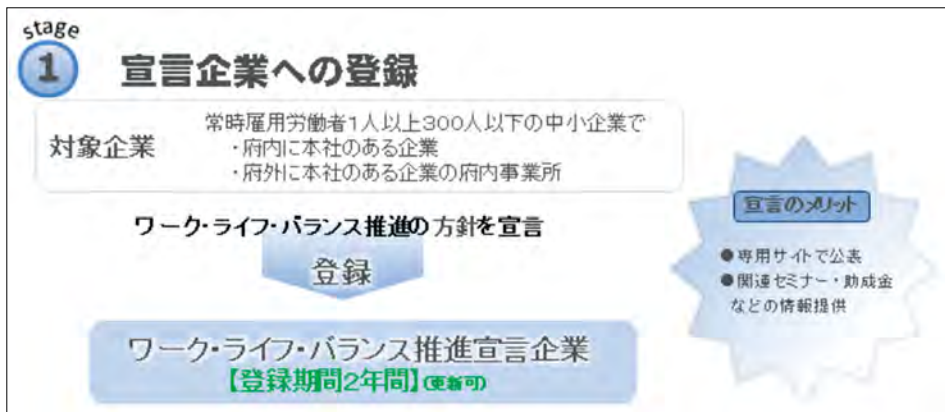 stage
1 宣言企業への登録
対象企業
常時雇用労働者1人以上300人以下の中小企業で
・府内に本社のある企業
・府外に本社のある企業の府内事業所
ワーク・ライフ・バランス推進の方針を宣言
登録
ワーク・ライフ・バランス推進宣言企業
【登録期間2年間】(更新可)
宣言のメリット
●専用サイトで公表
●関連セミナー・助成金
などの情報提供